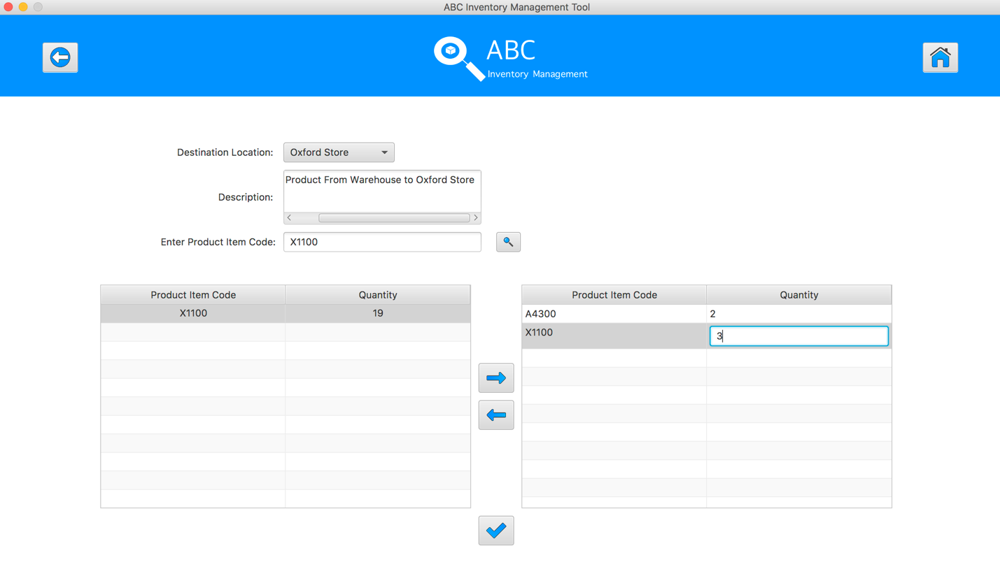 ABC Inventory Management Tool
ABC
Inventory Management
Destination Location: Oxford Store
Description: Product From Warehouse to Oxford Store
Enter Product Item Code: X1100
Product Item Code Quantity
X1100 19
Product Item Code Quantity
A4300 2
X1100 3